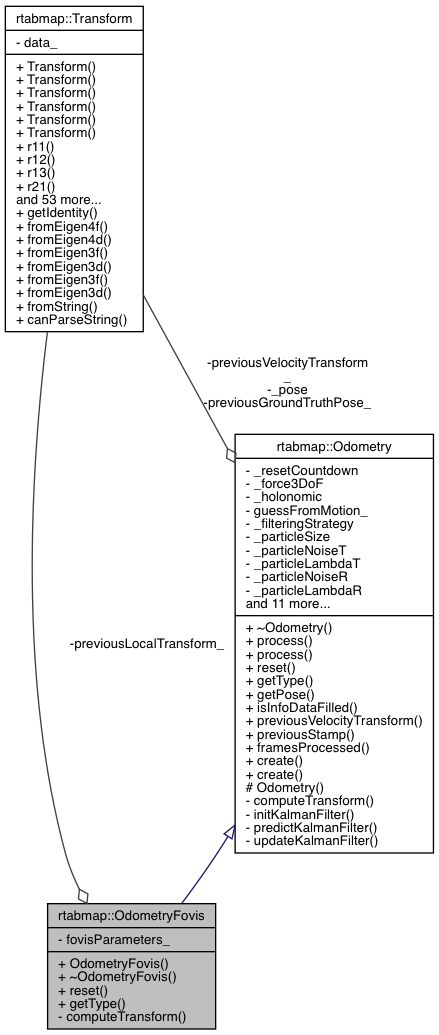 rtabmap::Transform
- data_
+ Transform()
+ Transform()
+ Transform()
+ Transform()
+ Transform()
+ Transform()
+ r11()
+ r12()
+ r13()
+ r21()
and 53 more...
+ getIdentity()
+ fromEigen4f()
+ fromEigen4d()
+ fromEigen3f()
+ fromEigen3d()
+ fromEigen3f()
+ fromEigen3d()
+ fromString()
+ canParseString()
-previousVelocityTransform
_
-_pose
-previousGroundTruthPose_
rtabmap::Odometry
- _resetCountdown
- _force3DoF
- _holonomic
- guessFromMotion_
- _filteringStrategy
- _particleSize
- _particleNoiseT
- _particleLambdaT
- _particleNoiseR
- _particleLambdaR
and 11 more...
+ ~Odometry()
+ process()
+ process()
+ reset()
+ getType()
+ getPose()
+ isInfoDataFilled()
+ previousVelocityTransform()
+ previousStamp()
+ framesProcessed()
+ create()
+ create()
# Odometry()
- computeTransform()
- initKalmanFilter()
- predictKalmanFilter()
- updateKalmanFilter()
-previousLocalTransform_
rtabmap::OdometryFovis
- fovisParameters_
+ OdometryFovis()
+ ~OdometryFovis()
+ reset()
+ getType()
- computeTransform()